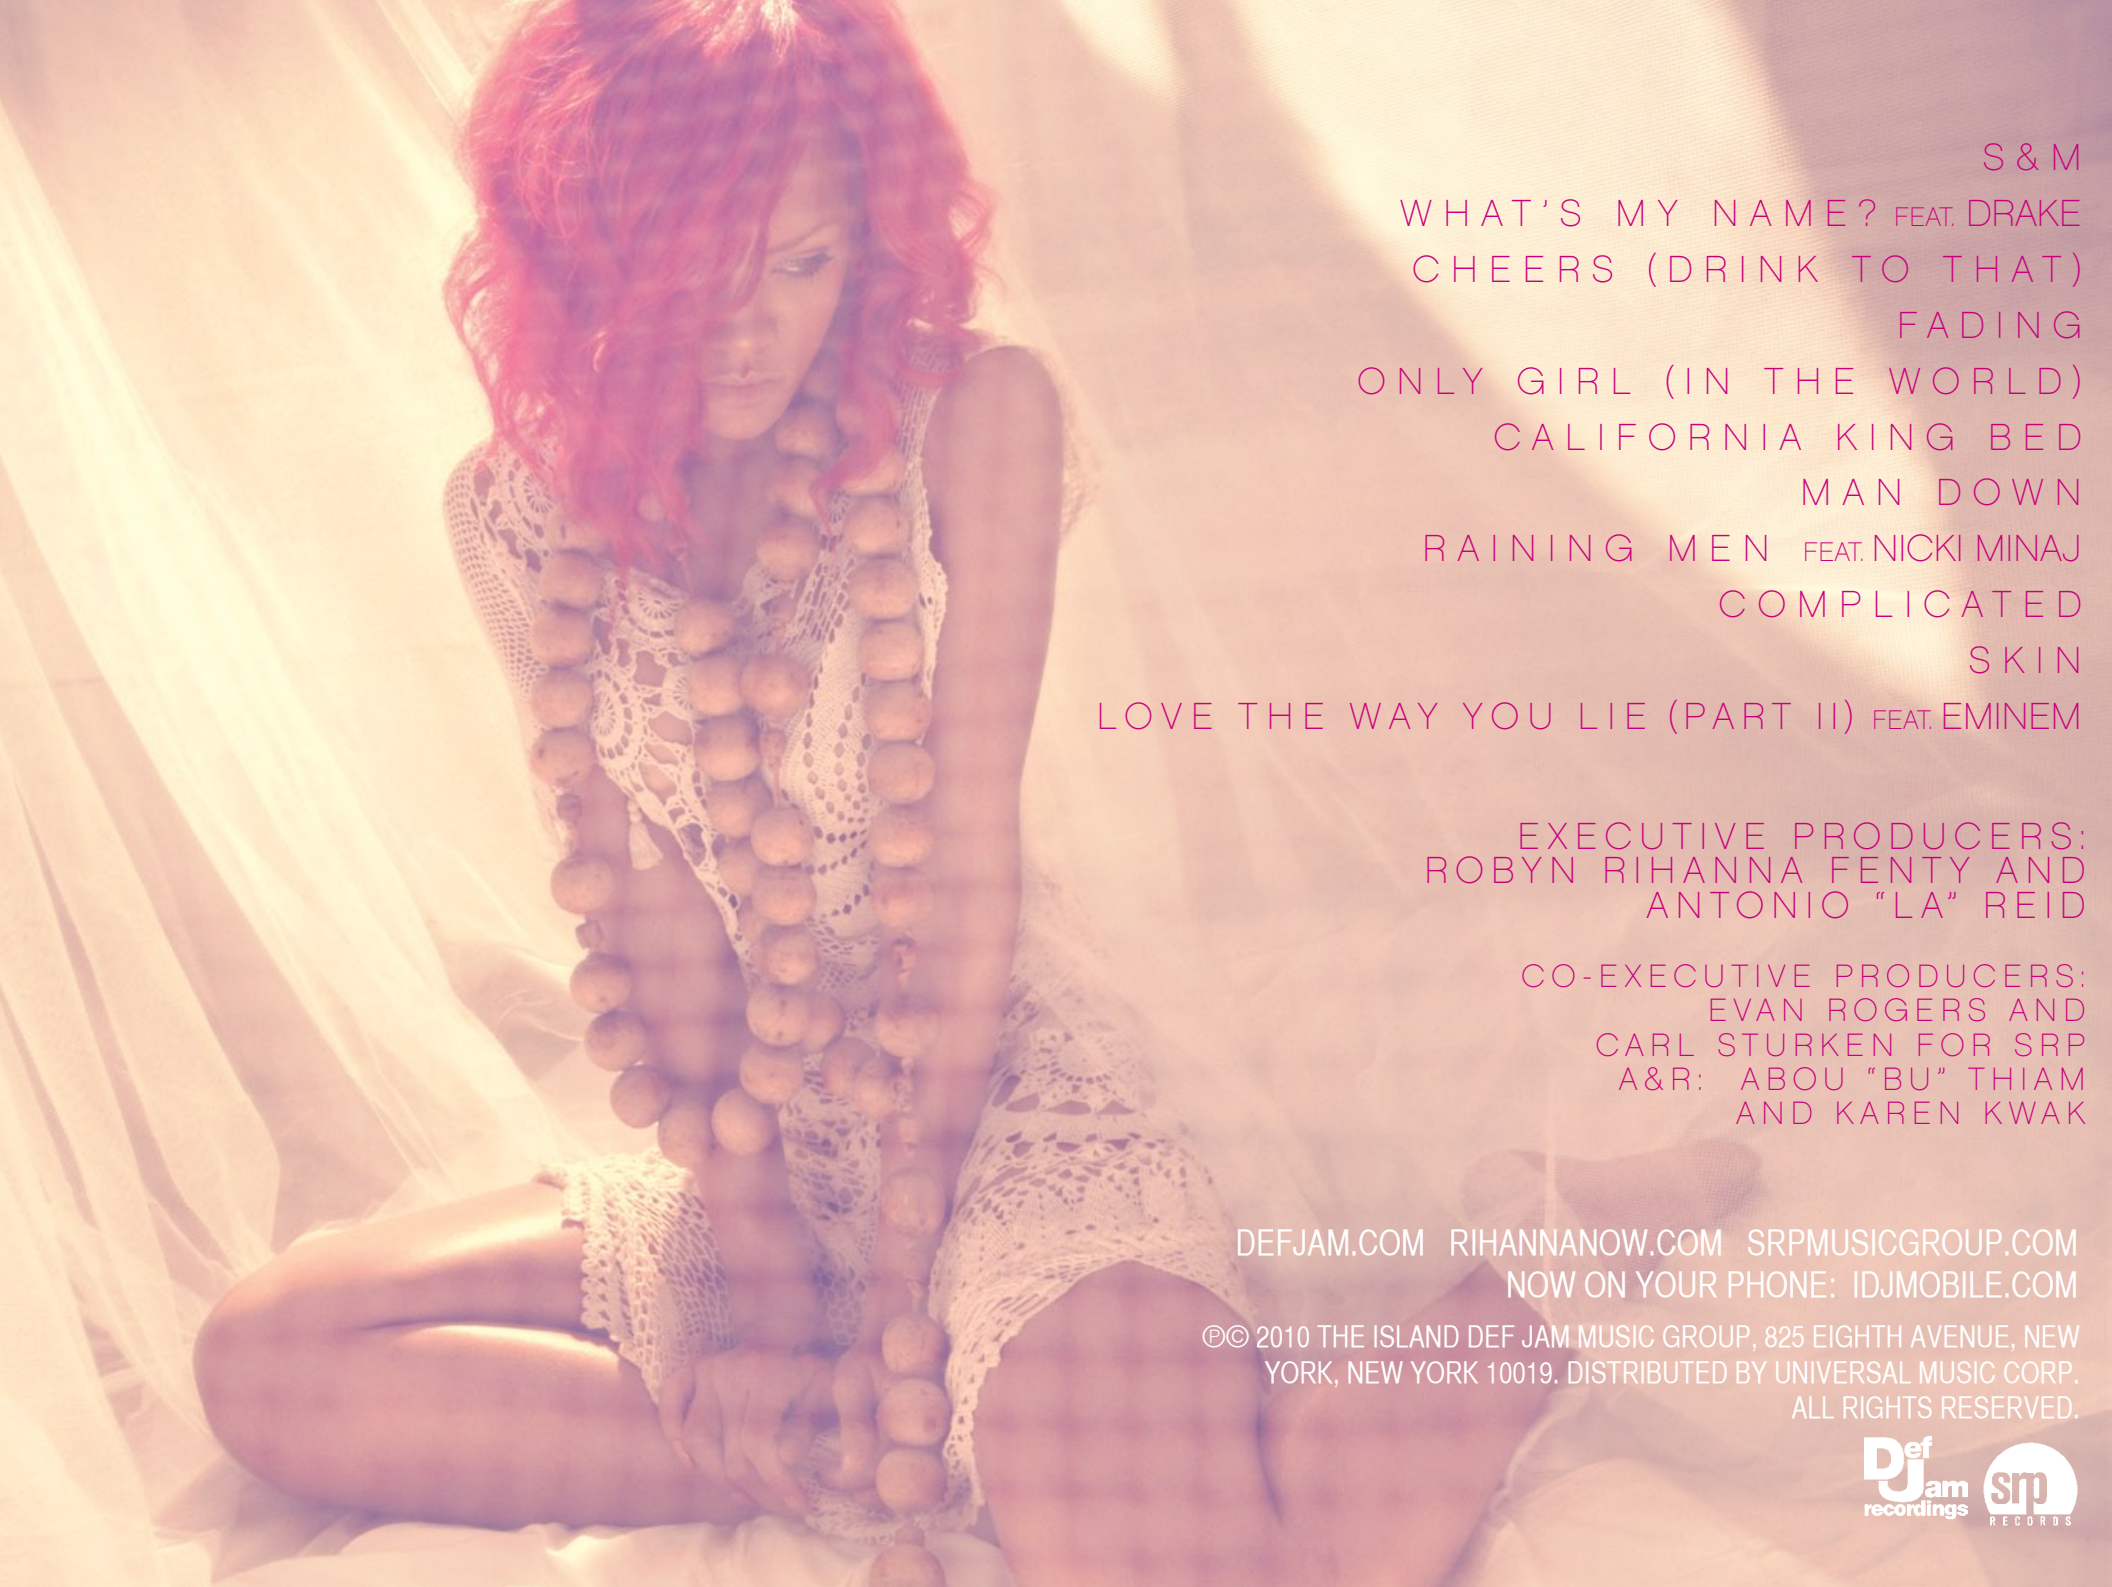 S&M
WHAT'S MY NAME? FEAT. DRAKE
CHEERS (DRINK TO THAT)
FADING
ONLY GIRL (IN THE WORLD)
CALIFORNIA KING BED
MAN DOWN
RAINING MEN FEAT. NICKI MINAJ
COMPLICATED
SKIN
LOVE THE WAY YOU LIE (PART II) FEAT. EMINEM
EXECUTIVE PRODUCERS:
ROBYN RIHANNA FENTY AND
ANTONIO “LA” REID
CO-EXECUTIVE PRODUCERS:
EVAN ROGERS AND
CARL STURKEN FOR SRP
A&R: ABOU “BU” THIAM
AND KAREN KWAK
DEFJAM.COM RIHANNANOW.COM SRPMUSICGROUP.COM
NOW ON YOUR PHONE: IDJMOBILE.COM
℗© 2010 THE ISLAND DEF JAM MUSIC GROUP, 825 EIGHTH AVENUE, NEW
YORK, NEW YORK 10019. DISTRIBUTED BY UNIVERSAL MUSIC CORP.
ALL RIGHTS RESERVED.
Def Jam recordings
srp RECORDS